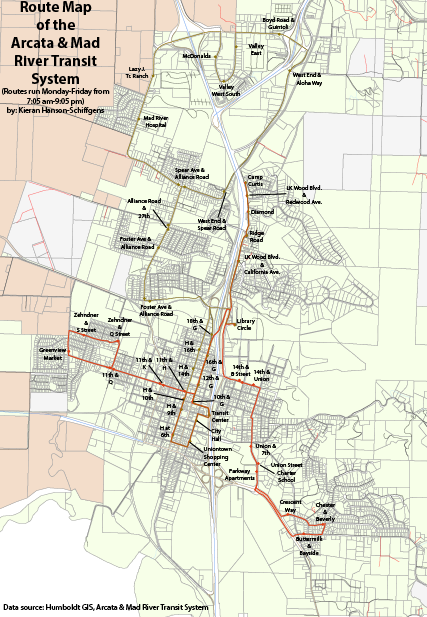 Route Map
of the
Arcata & Mad
River Transit
System
(Routes run Monday-Friday from
7:05 am-9:05 pm)
by: Kieran Hanson-Schiffgens
Boyd Road &
Guintoli
McDonalds
Valley
East
Lazy J.
Tr. Ranch
West End &
Aloha Way
Valley
West South
Mad River
Hospital
Spear Ave &
Alliance Road
Camp
Curtis
LK Wood Blvd.
&
Redwood Ave.
Alliance Road
&
27th
West End &
Spear Road
Diamond
Ridge
Road
Foster Ave &
Alliance Road
LK Wood Blvd.
&
California Ave.
Foster Ave &
Alliance Road
Zehndner
&
S Street
Zehndner
&
Q Street
18th &
G
Library
Circle
H &
16th
Greenview
Market
11th &
K
11th &
H
H &
14th
16th &
G
14th &
B Street
14th &
Union
11th &
Q
12th &
G
H &
10th
10th &
G
H &
9th
Transit
Center
H at
6th
City
Hall
Uniontown
Shopping
Center
Union &
7th
Union Street
Charter
School
Parkway
Apartments
Crescent
Way
Chester
&
Beverly
Buttermilk
&
Bayside
Data source: Humboldt GIS, Arcata & Mad River Transit System